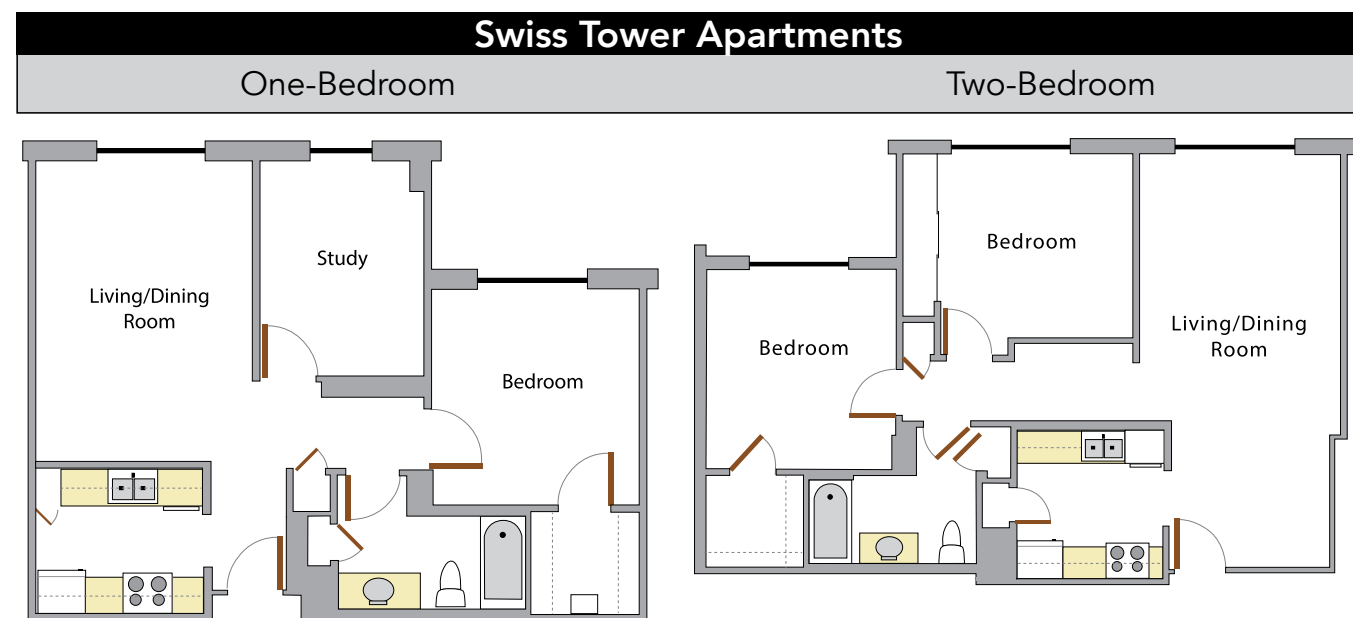 Swiss Tower Apartments
One-Bedroom
Two-Bedroom
Study
Living/Dining
Room
Bedroom
Bedroom
Bedroom
Living/Dining
Room